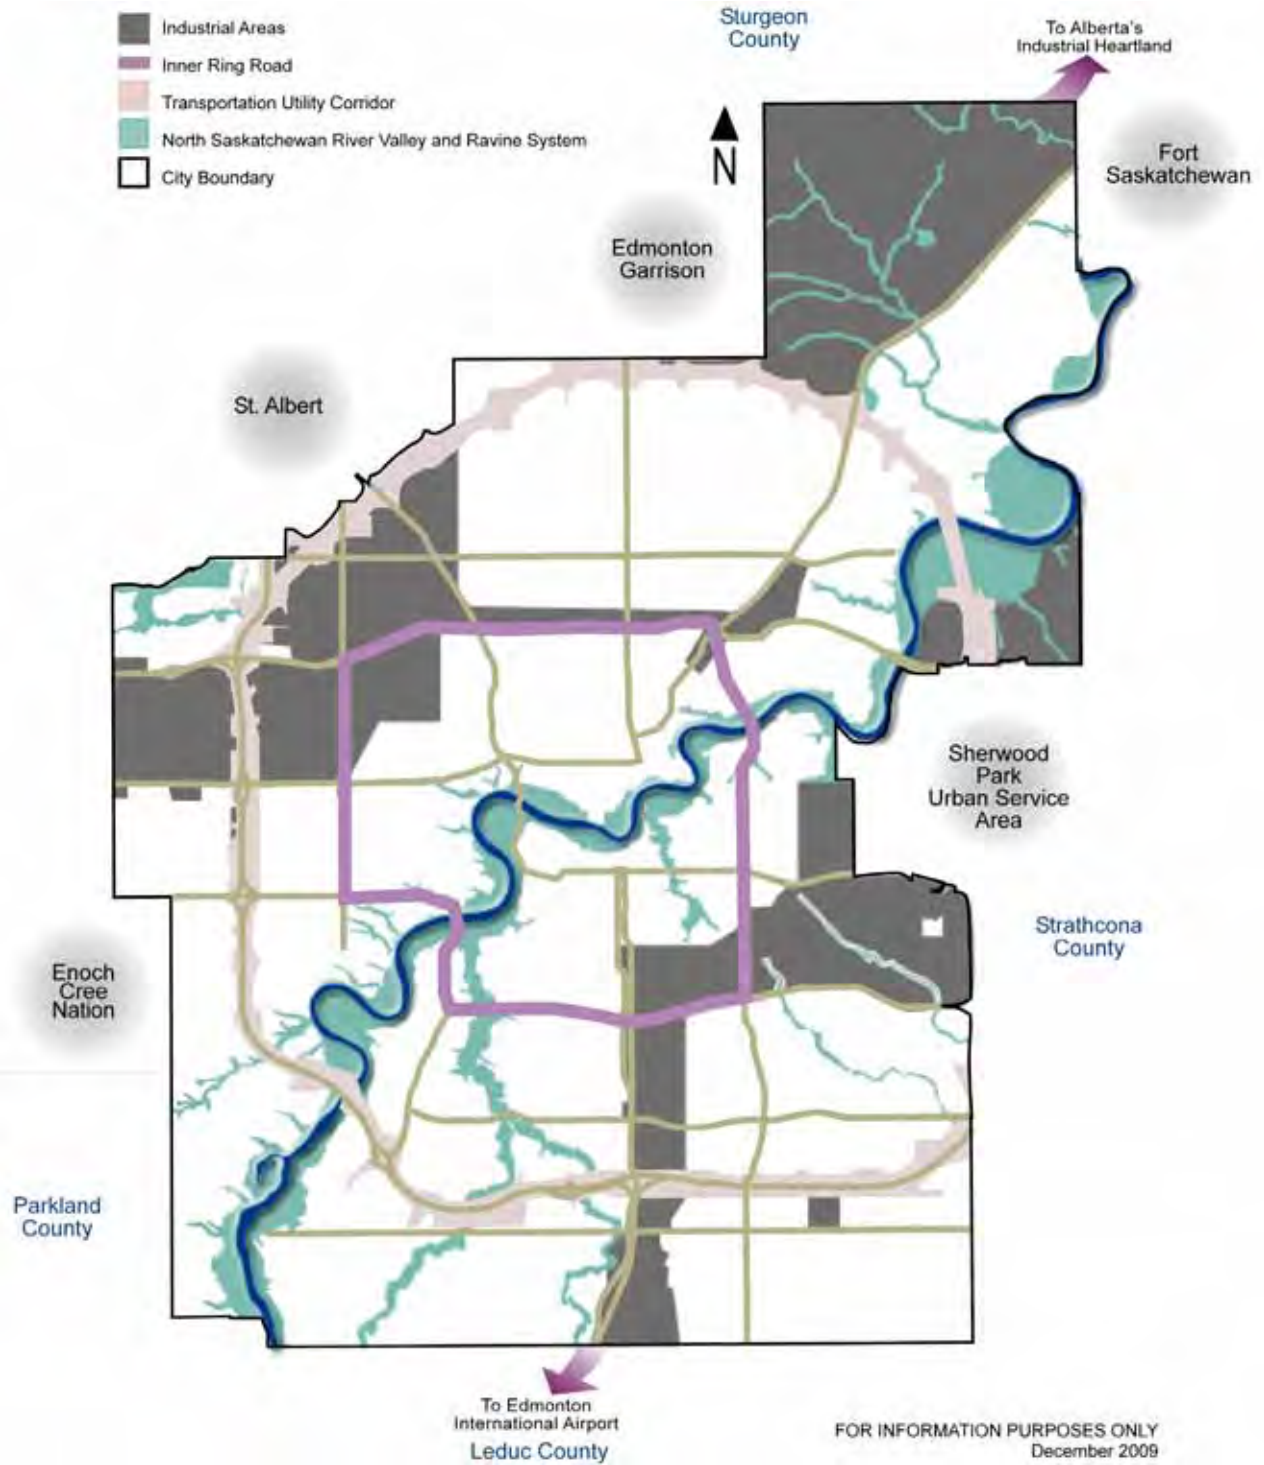 Industrial Areas
Inner Ring Road
Transportation Utility Corridor
North Saskatchewan River Valley and Ravine System
City Boundary
Sturgeon
County
To Alberta's
Industrial Heartland
N
Fort
Saskatchewan
Edmonton
Garrison
St. Albert
Sherwood
Park
Urban Service
Area
Strathcona
County
Enoch
Cree
Nation
Parkland
County
To Edmonton
International Airport
Leduc County
FOR INFORMATION PURPOSES ONLY
December 2009